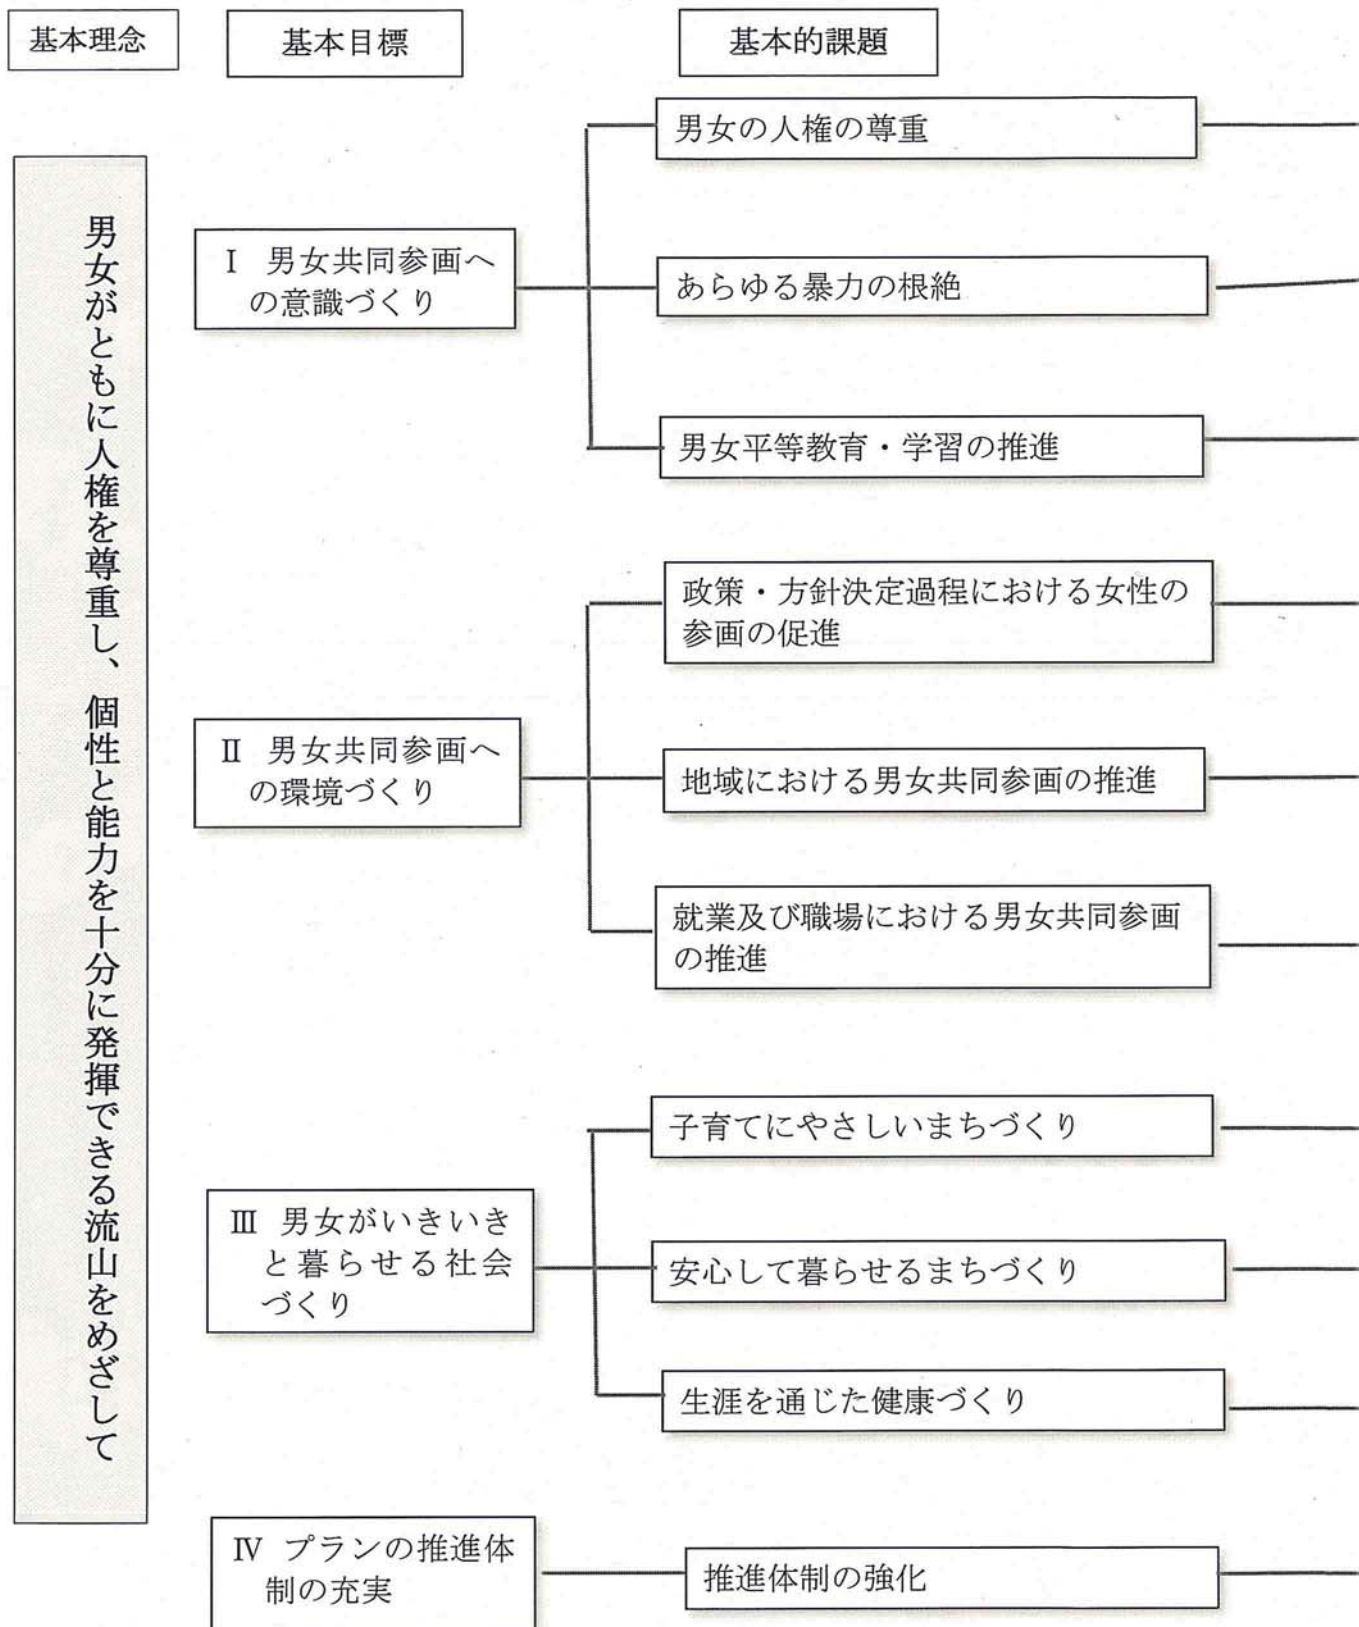 基本理念
基本目標
基本的課題
男女がともに人権を尊重し、個性と能力を十分に発揮できる流山をめざして
Ⅰ 男女共同参画へ
の意識づくり
男女の人権の尊重
あらゆる暴力の根絶
男女平等教育・学習の推進
Ⅱ 男女共同参画へ
の環境づくり
政策・方針決定過程における女性の
参画の促進
地域における男女共同参画の推進
就業及び職場における男女共同参画
の推進
Ⅲ 男女がいきいき
と暮らせる社会
づくり
子育てにやさしいまちづくり
安心して暮らせるまちづくり
生涯を通じた健康づくり
Ⅳ プランの推進体
制の充実
推進体制の強化